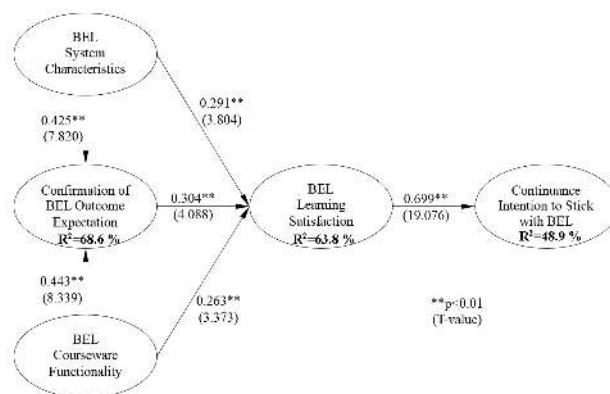 BEL
System
Characteristics
0.291**
(3.804)
0.425**
(7.820)
Confirmation of
BEL Outcome
Expectation
R²=68.6 %
0.304**
(4.088)
BEL
Learning
Satisfaction
R²=63.8 %
0.699**
(19.076)
Continuance
Intention to Stick
with BEL
R²=48.9 %
0.443**
(8.339)
0.263**
(3.373)
**p<0.01
(T-value)
BEL
Courseware
Functionality